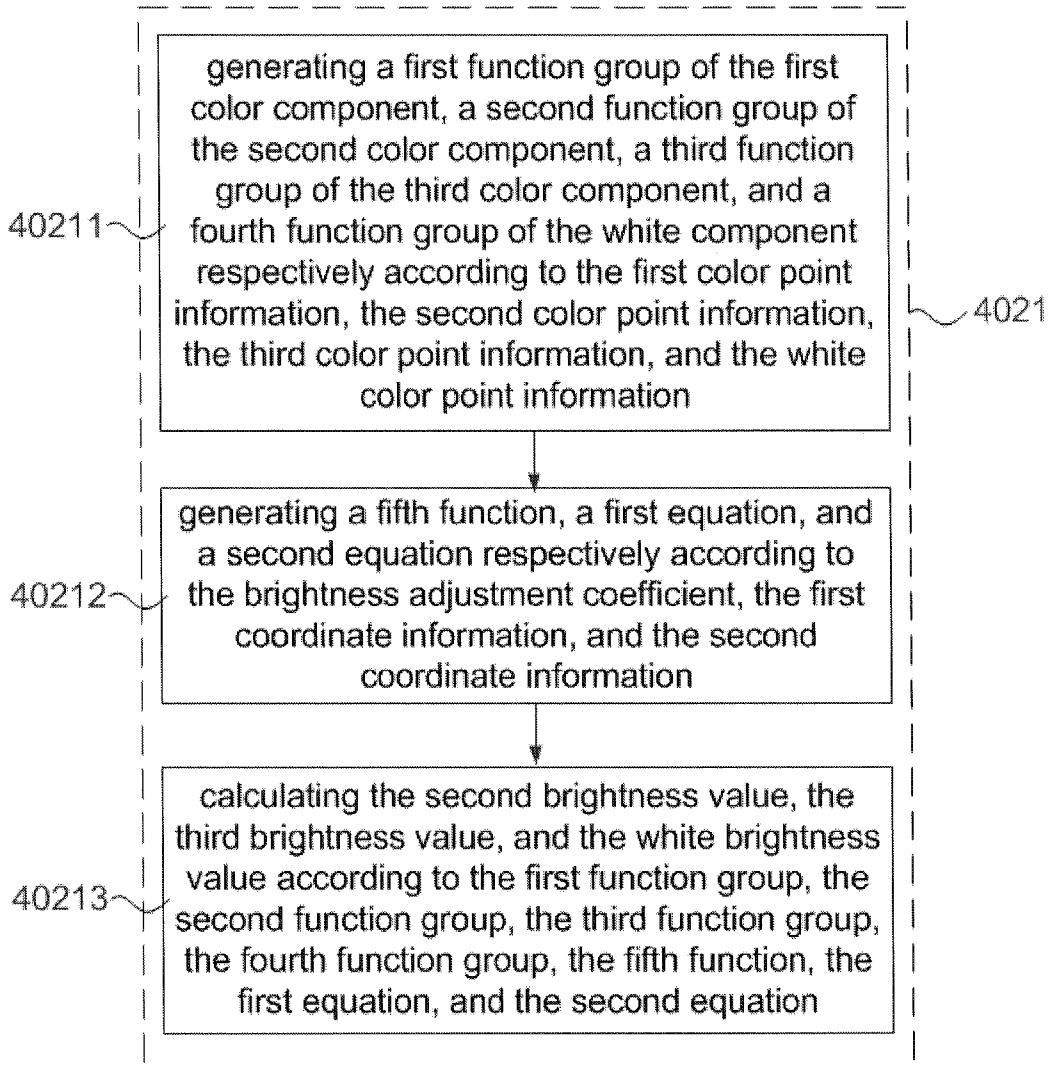 generating a first function group of the first
color component, a second function group of
the second color component, a third function
group of the third color component, and a
fourth function group of the white component
respectively according to the first color point
information, the second color point information,
the third color point information, and the white
color point information
40211
4021
generating a fifth function, a first equation, and
a second equation respectively according to
the brightness adjustment coefficient, the first
coordinate information, and the second
coordinate information
40212
calculating the second brightness value, the
third brightness value, and the white brightness
value according to the first function group, the
second function group, the third function group,
the fourth function group, the fifth function, the
first equation, and the second equation
40213